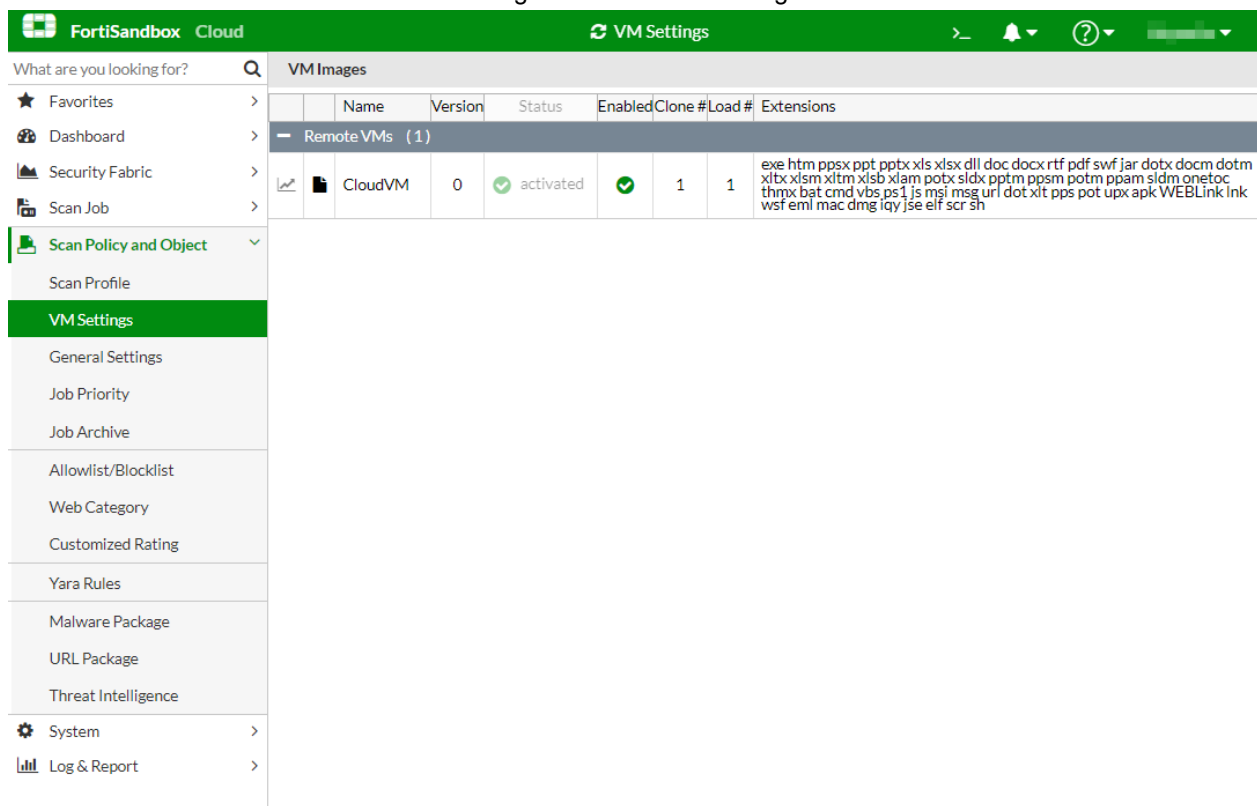 FortiSandbox Cloud
VM Settings
>_
What are you looking for?
VM Images
Favorites
Dashboard
Security Fabric
Scan Job
Scan Policy and Object
Scan Profile
VM Settings
General Settings
Job Priority
Job Archive
Allowlist/Blocklist
Web Category
Customized Rating
Yara Rules
Malware Package
URL Package
Threat Intelligence
System
Log & Report
Name Version Status Enabled Clone # Load # Extensions
Remote VMs (1)
CloudVM 0 activated 1 1
exe htm ppsx ppt pptx xls xlsx dll doc docx rtf pdf swf jar dotx docm dotm
xltx xlsm xltm xlsb xlam potx sldx pptm ppsm potm ppam sldm onetoc
thmx bat cmd vbs ps1 js msi msg url dot xlt pps pot upx apk WEBLink lnk
wsf eml mac dmg iqy jse elf scr sh